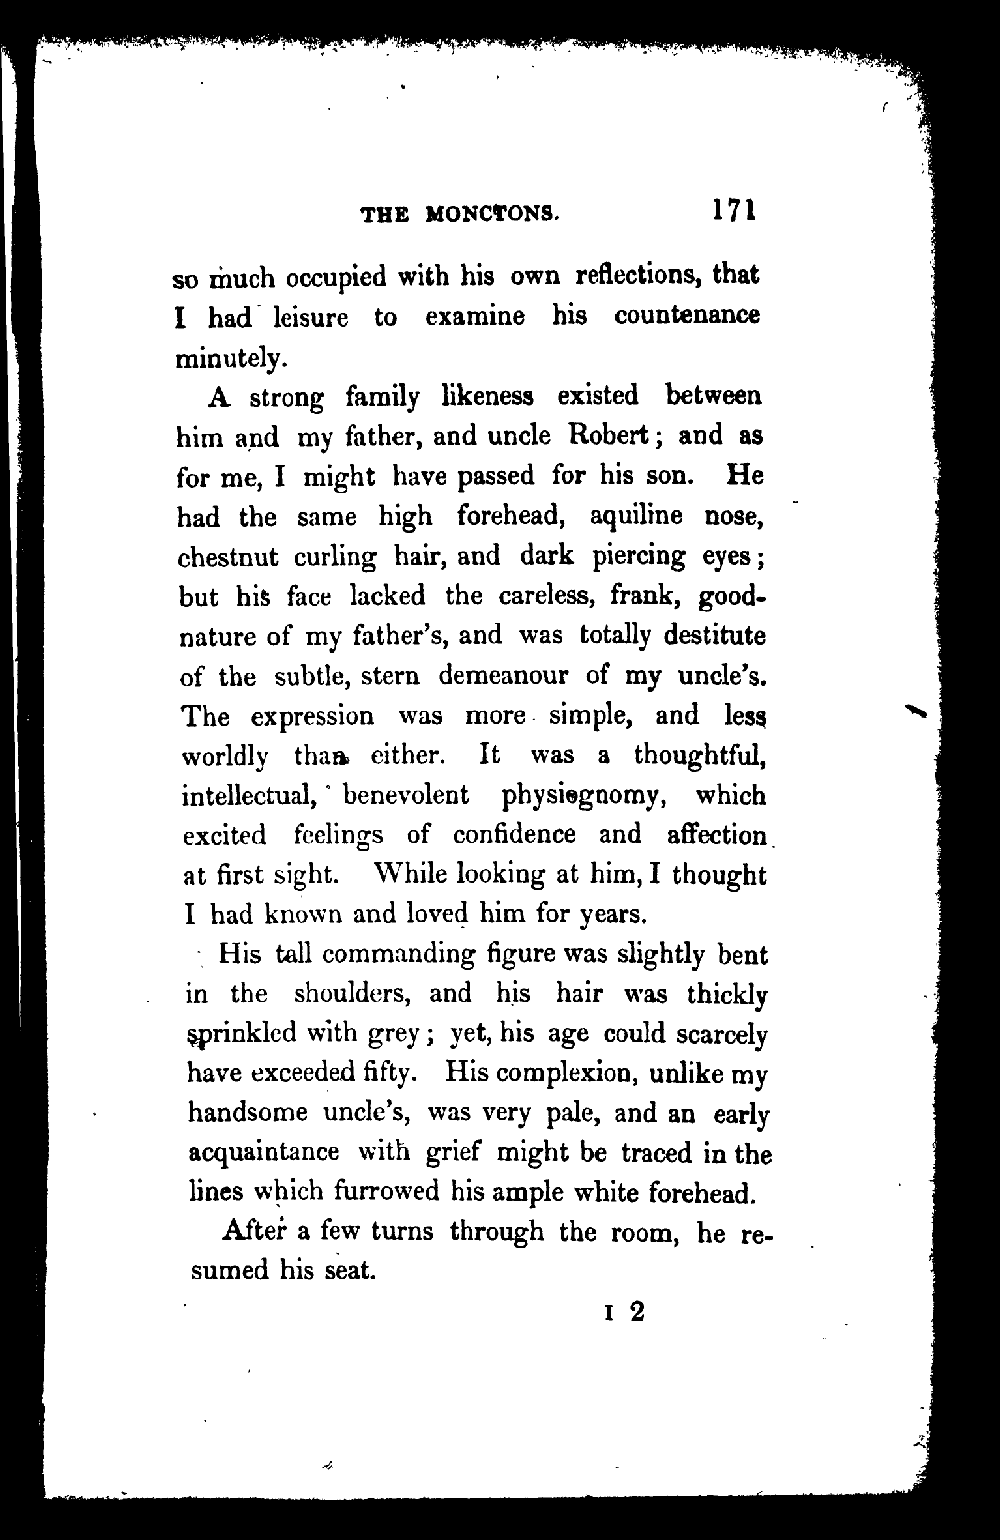 THE MONCTONS. 171
so much occupied with his own reflections, that
I had leisure to examine his countenance
minutely.
A strong family likeness existed between
him and my father, and uncle Robert; and as
for me, I might have passed for his son. He
had the same high forehead, aquiline nose,
chestnut curling hair, and dark piercing eyes;
but his face lacked the careless, frank, good-
nature of my father's, and was totally destitute
of the subtle, stern demeanour of my uncle's.
The expression was more simple, and less
worldly than either. It was a thoughtful,
intellectual, benevolent physiognomy, which
excited feelings of confidence and affection
at first sight. While looking at him, I thought
I had known and loved him for years.
His tall commanding figure was slightly bent
in the shoulders, and his hair was thickly
sprinkled with grey; yet, his age could scarcely
have exceeded fifty. His complexion, unlike my
handsome uncle's, was very pale, and an early
acquaintance with grief might be traced in the
lines which furrowed his ample white forehead.
After a few turns through the room, he re-
sumed his seat.
I 2